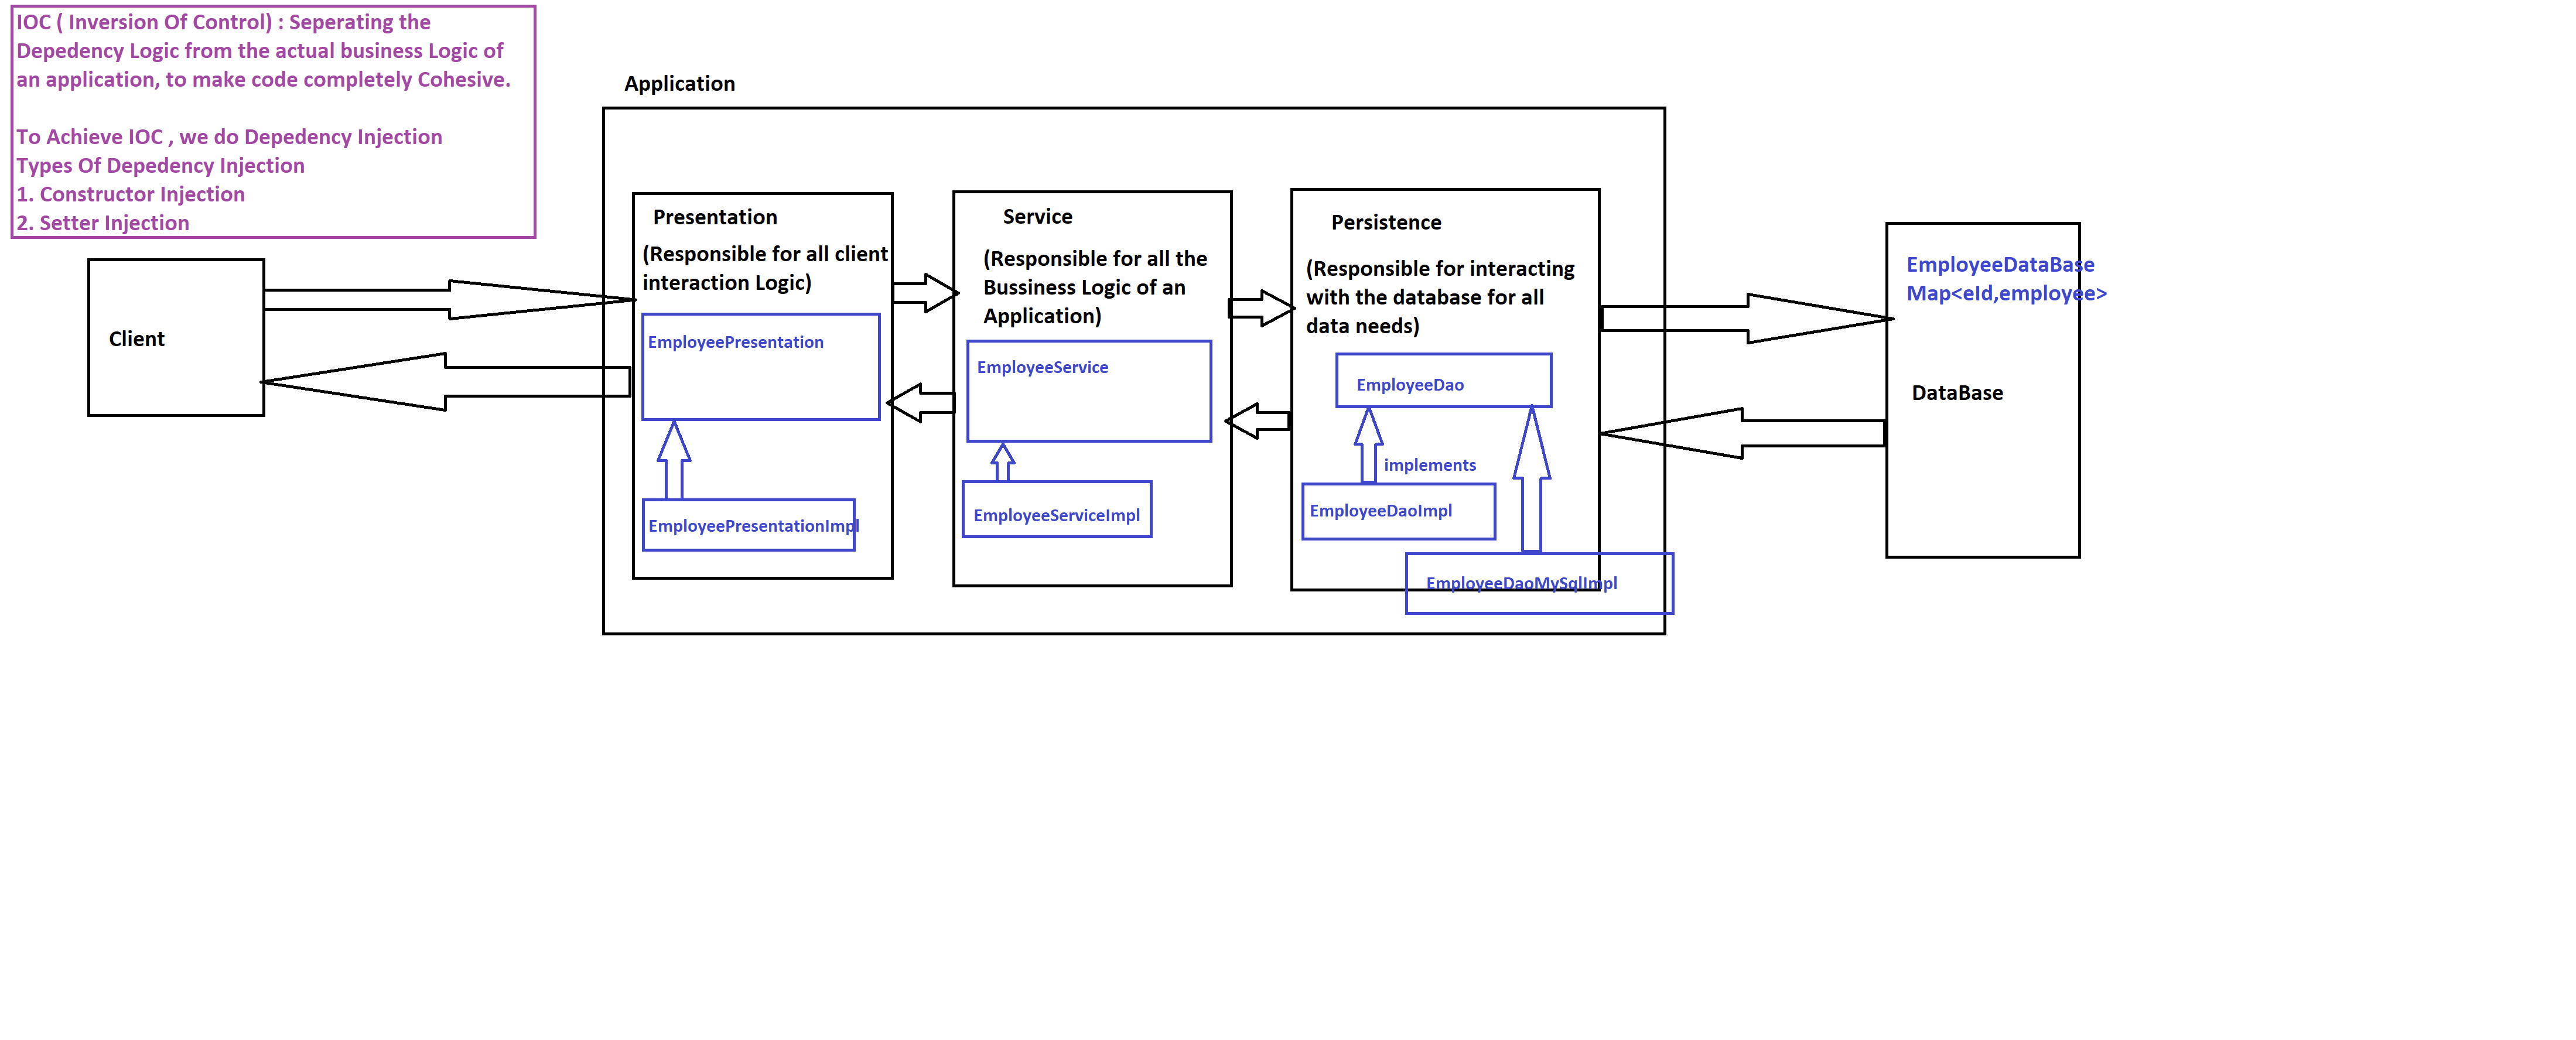 IOC ( Inversion Of Control) : Seperating the
Depedency Logic from the actual business Logic of
an application, to make code completely Cohesive.
To Achieve IOC , we do Depedency Injection
Types Of Depedency Injection
1. Constructor Injection
2. Setter Injection
Application
Client
Presentation
(Responsible for all client
interaction Logic)
EmployeePresentation
EmployeePresentationImpl
Service
(Responsible for all the
Bussiness Logic of an
Application)
EmployeeService
EmployeeServiceImpl
Persistence
(Responsible for interacting
with the database for all
data needs)
EmployeeDao
implements
EmployeeDaoImpl
EmployeeDaoMySqlImpl
EmployeeDataBase
Map<eId,employee>
DataBase